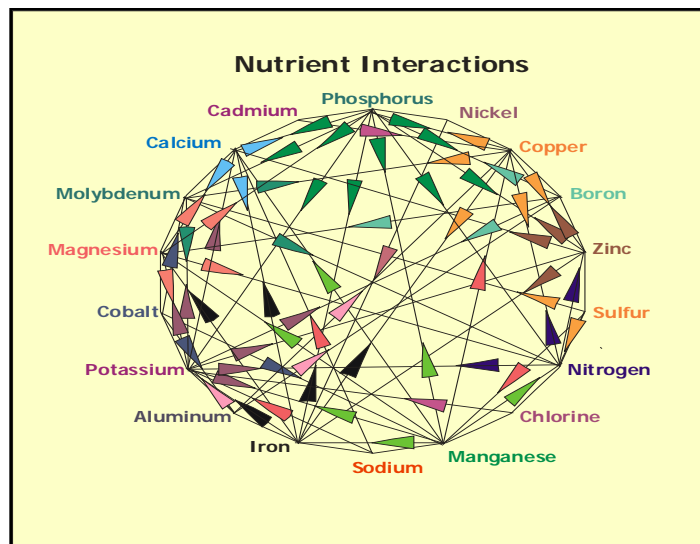 Nutrient Interactions
Phosphorus
Cadmium
Nickel
Calcium
Copper
Molybdenum
Boron
Magnesium
Zinc
Cobalt
Sulfur
Potassium
Nitrogen
Aluminum
Chlorine
Iron
Manganese
Sodium